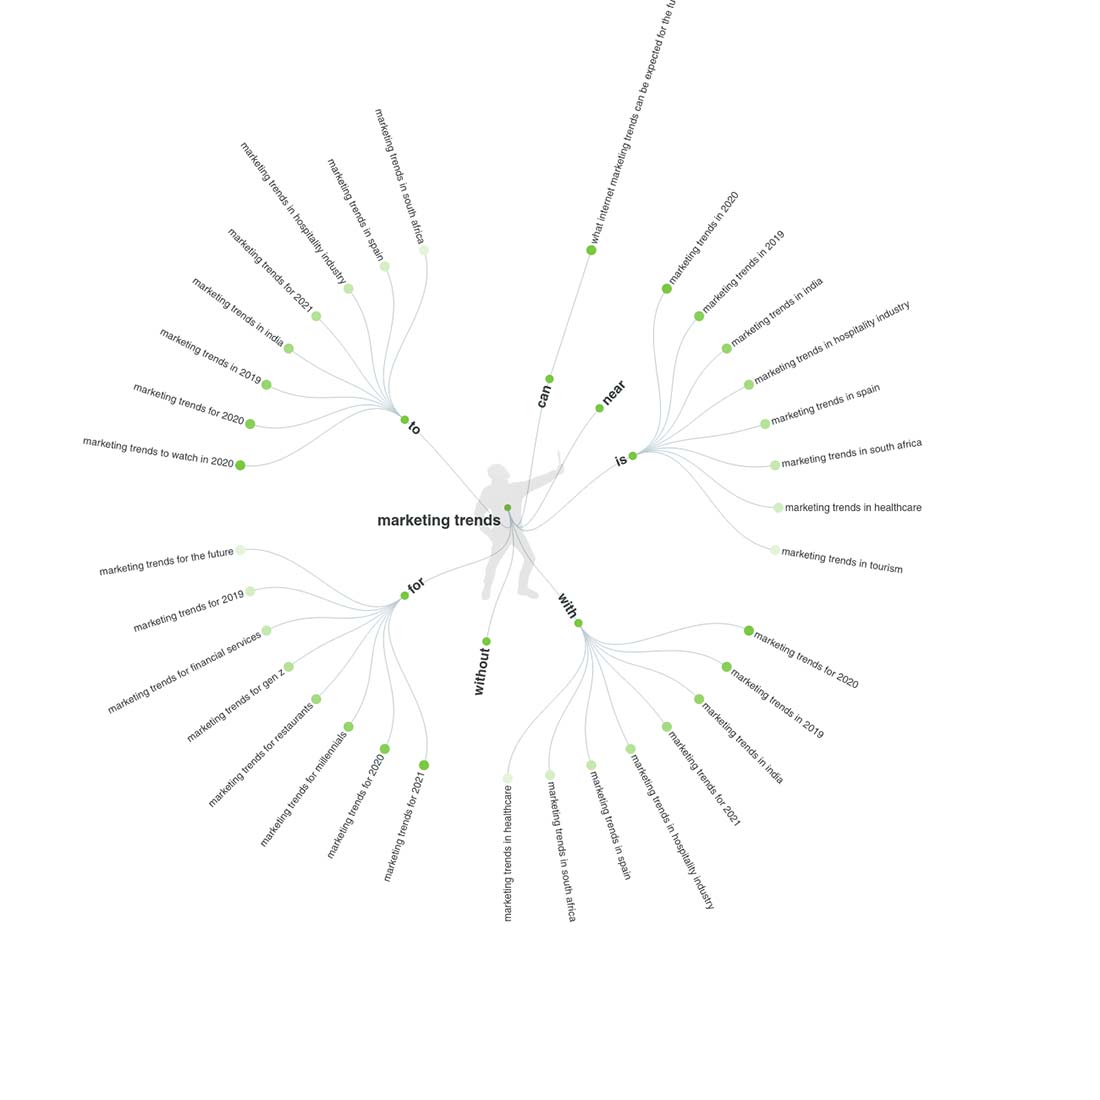 marketing trends
can
what internet marketing trends can be expected for the
near
is
marketing trends in 2020
marketing trends in 2019
marketing trends in india
marketing trends in hospitality industry
marketing trends in spain
marketing trends in south africa
marketing trends in healthcare
marketing trends in tourism
with
marketing trends for 2020
marketing trends in 2019
marketing trends in india
marketing trends for 2021
marketing trends in hospitality industry
marketing trends in spain
marketing trends in south africa
marketing trends in healthcare
without
for
marketing trends for 2021
marketing trends for 2020
marketing trends for millennials
marketing trends for restaurants
marketing trends for gen z
marketing trends for financial services
marketing trends for 2019
marketing trends for the future
to
marketing trends to watch in 2020
marketing trends for 2020
marketing trends in 2019
marketing trends in india
marketing trends for 2021
marketing trends in hospitality industry
marketing trends in spain
marketing trends in south africa